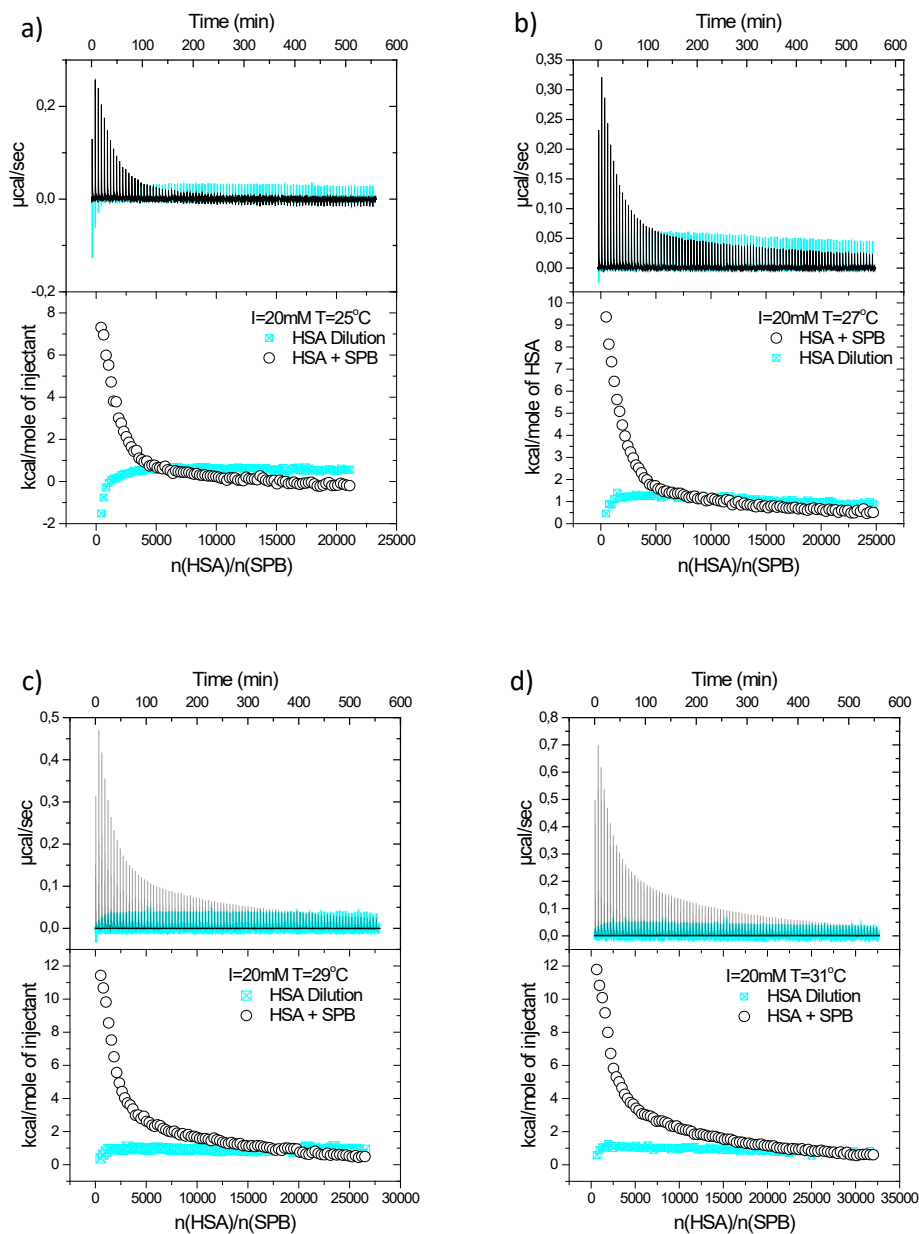 a)
Time (min)
0 100 200 300 400 500 600
0,2
0,0
-0,2
µcal/sec
I=20mM T=25°C
HSA Dilution
HSA + SPB
8
6
4
2
0
-2
kcal/mole of injectant
0 5000 10000 15000 20000 25000
n(HSA)/n(SPB)
b)
Time (min)
0 100 200 300 400 500 600
0,35
0,30
0,25
0,20
0,15
0,10
0,05
0,00
µcal/sec
I=20mM T=27°C
HSA + SPB
HSA Dilution
10
9
8
7
6
5
4
3
2
1
0
kcal/mole of HSA
0 5000 10000 15000 20000 25000
n(HSA)/n(SPB)
c)
Time (min)
0 100 200 300 400 500 600
0,5
0,4
0,3
0,2
0,1
0,0
µcal/sec
I=20mM T=29°C
HSA Dilution
HSA + SPB
12
10
8
6
4
2
0
kcal/mole of injectant
0 5000 10000 15000 20000 25000 30000
n(HSA)/n(SPB)
d)
Time (min)
0 100 200 300 400 500 600
0,8
0,7
0,6
0,5
0,4
0,3
0,2
0,1
0,0
µcal/sec
I=20mM T=31°C
HSA Dilution
HSA + SPB
12
10
8
6
4
2
0
kcal/mole of injectant
0 5000 10000 15000 20000 25000 30000 35000
n(HSA)/n(SPB)